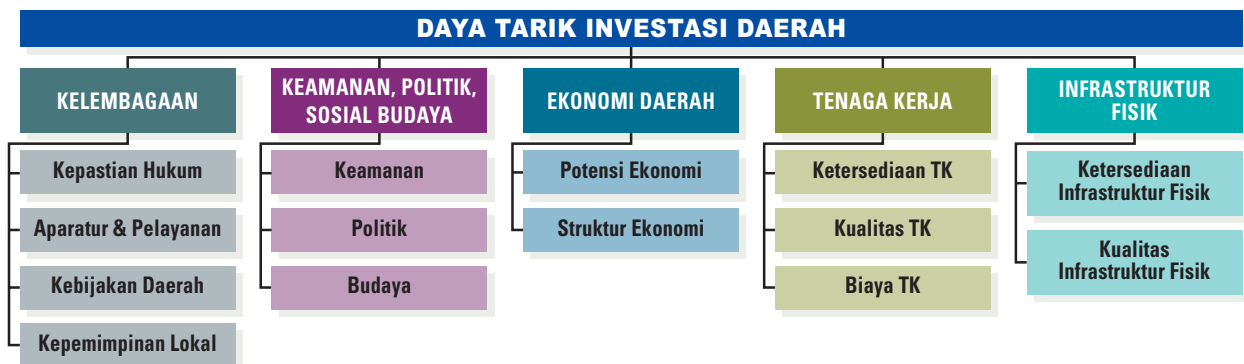 DAYA TARIK INVESTASI DAERAH
KELEMBAGAAN
Kepastian Hukum
Aparatur & Pelayanan
Kebijakan Daerah
Kepemimpinan Lokal
KEAMANAN, POLITIK,
SOSIAL BUDAYA
Keamanan
Politik
Budaya
EKONOMI DAERAH
Potensi Ekonomi
Struktur Ekonomi
TENAGA KERJA
Ketersediaan TK
Kualitas TK
Biaya TK
INFRASTRUKTUR
FISIK
Ketersediaan
Infrastruktur Fisik
Kualitas
Infrastruktur Fisik